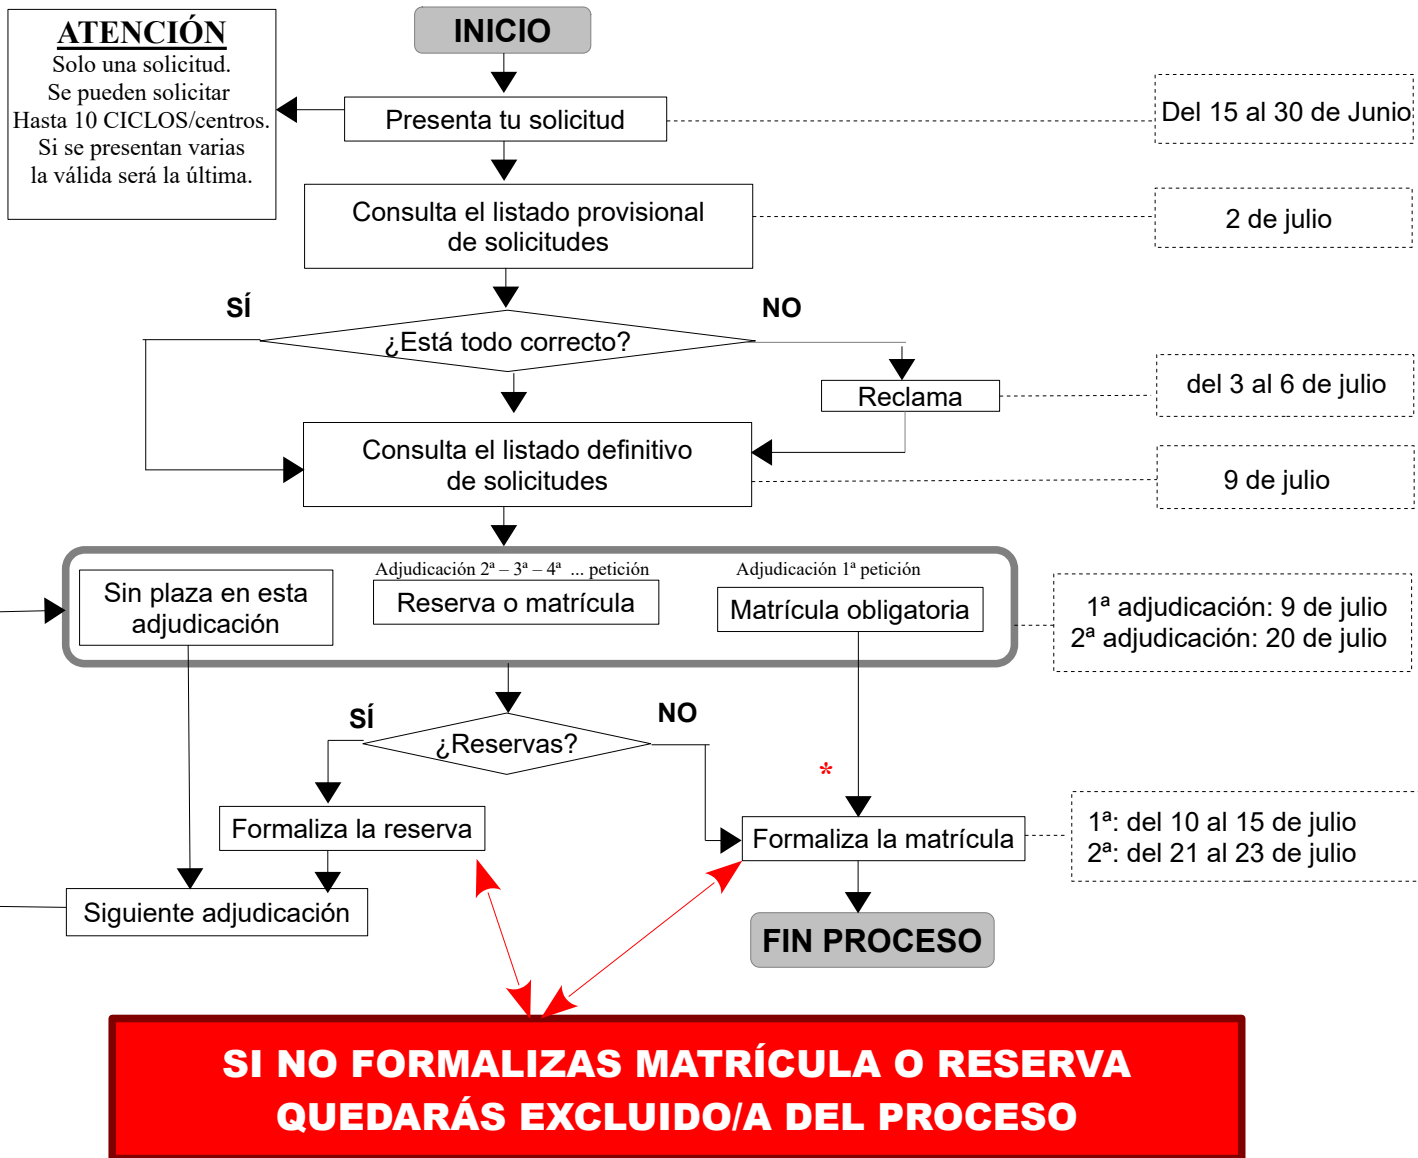 ATENCIÓN
Solo una solicitud.
Se pueden solicitar
Hasta 10 CICLOS/centros.
Si se presentan varias
la válida será la última.
INICIO
Presenta tu solicitud
Del 15 al 30 de Junio
Consulta el listado provisional
de solicitudes
2 de julio
SÍ
NO
¿Está todo correcto?
Reclama
del 3 al 6 de julio
Consulta el listado definitivo
de solicitudes
9 de julio
Sin plaza en esta
adjudicación
Adjudicación 2ª – 3ª – 4ª ... petición
Reserva o matrícula
Adjudicación 1ª petición
Matrícula obligatoria
1ª adjudicación: 9 de julio
2ª adjudicación: 20 de julio
SÍ
NO
¿Reservas?
*
Formaliza la reserva
Formaliza la matrícula
1ª: del 10 al 15 de julio
2ª: del 21 al 23 de julio
Siguiente adjudicación
FIN PROCESO
SI NO FORMALIZAS MATRÍCULA O RESERVA
QUEDARÁS EXCLUIDO/A DEL PROCESO